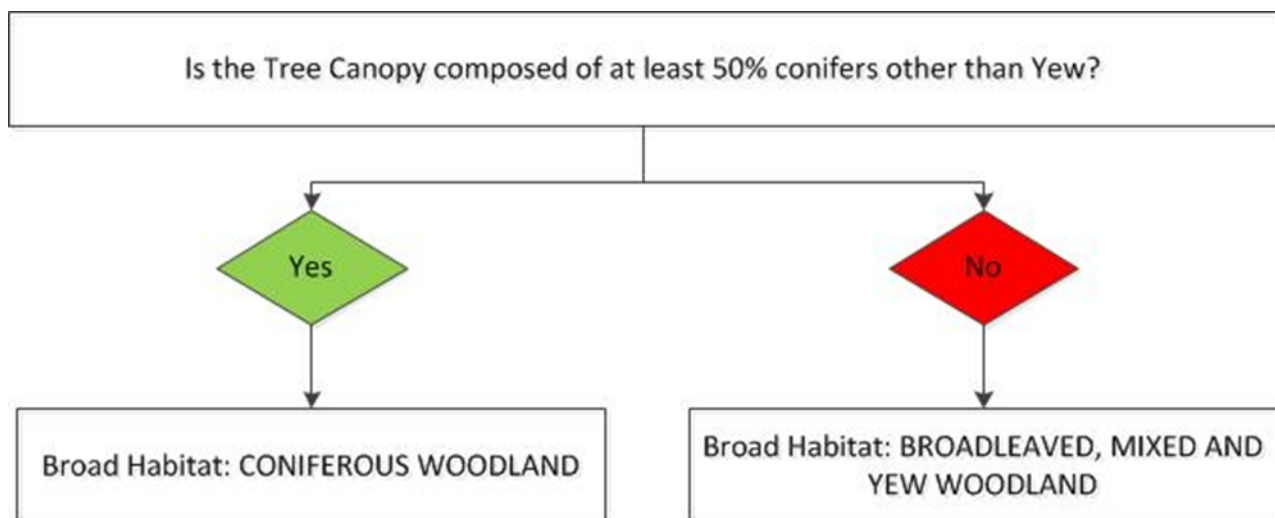 Is the Tree Canopy composed of at least 50% conifers other than Yew?
Yes
No
Broad Habitat: CONIFEROUS WOODLAND
Broad Habitat: BROADLEAVED, MIXED AND
YEW WOODLAND